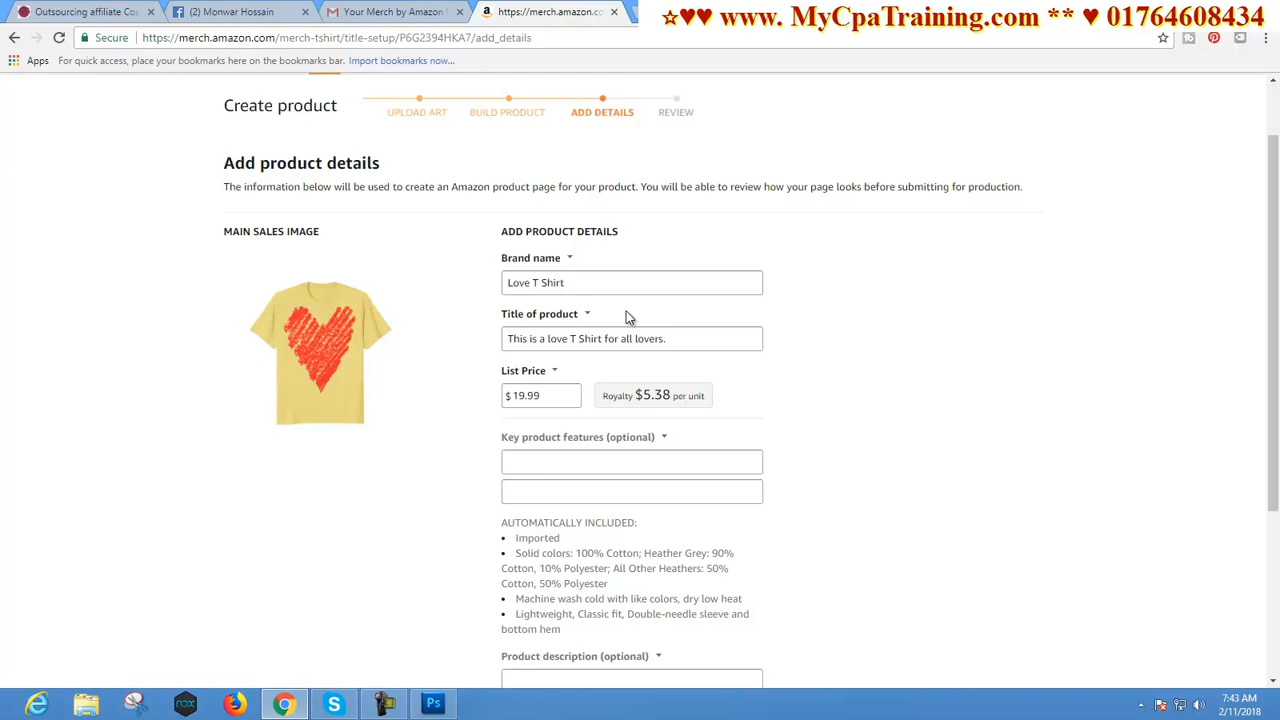 Outsourcing affiliate Cos
(2) Monwar Hossain
Your Merch by Amazon I
https://merch.amazon.co
☆♥♥ www. MyCpaTraining.com ** ♥ 01764608434
Secure
https://merch.amazon.com/merch-tshirt/title-setup/P6G2394HKA7/add_details
Apps
For quick access, place your bookmarks here on the bookmarks bar. Import bookmarks now...
Create product
UPLOAD ART
BUILD PRODUCT
ADD DETAILS
REVIEW
Add product details
The information below will be used to create an Amazon product page for your product. You will be able to review how your page looks before submitting for production.
MAIN SALES IMAGE
ADD PRODUCT DETAILS
Brand name
Love T Shirt
Title of product
This is a love T Shirt for all lovers.
List Price
$ 19.99
Royalty $5.38 per unit
Key product features (optional)
AUTOMATICALLY INCLUDED:
• Imported
• Solid colors: 100% Cotton; Heather Grey: 90%
Cotton, 10% Polyester; All Other Heathers: 50%
Cotton, 50% Polyester
• Machine wash cold with like colors, dry low heat
• Lightweight, Classic fit, Double-needle sleeve and
bottom hem
Product description (optional)
nox
Ps
7:43 AM
2/11/2018